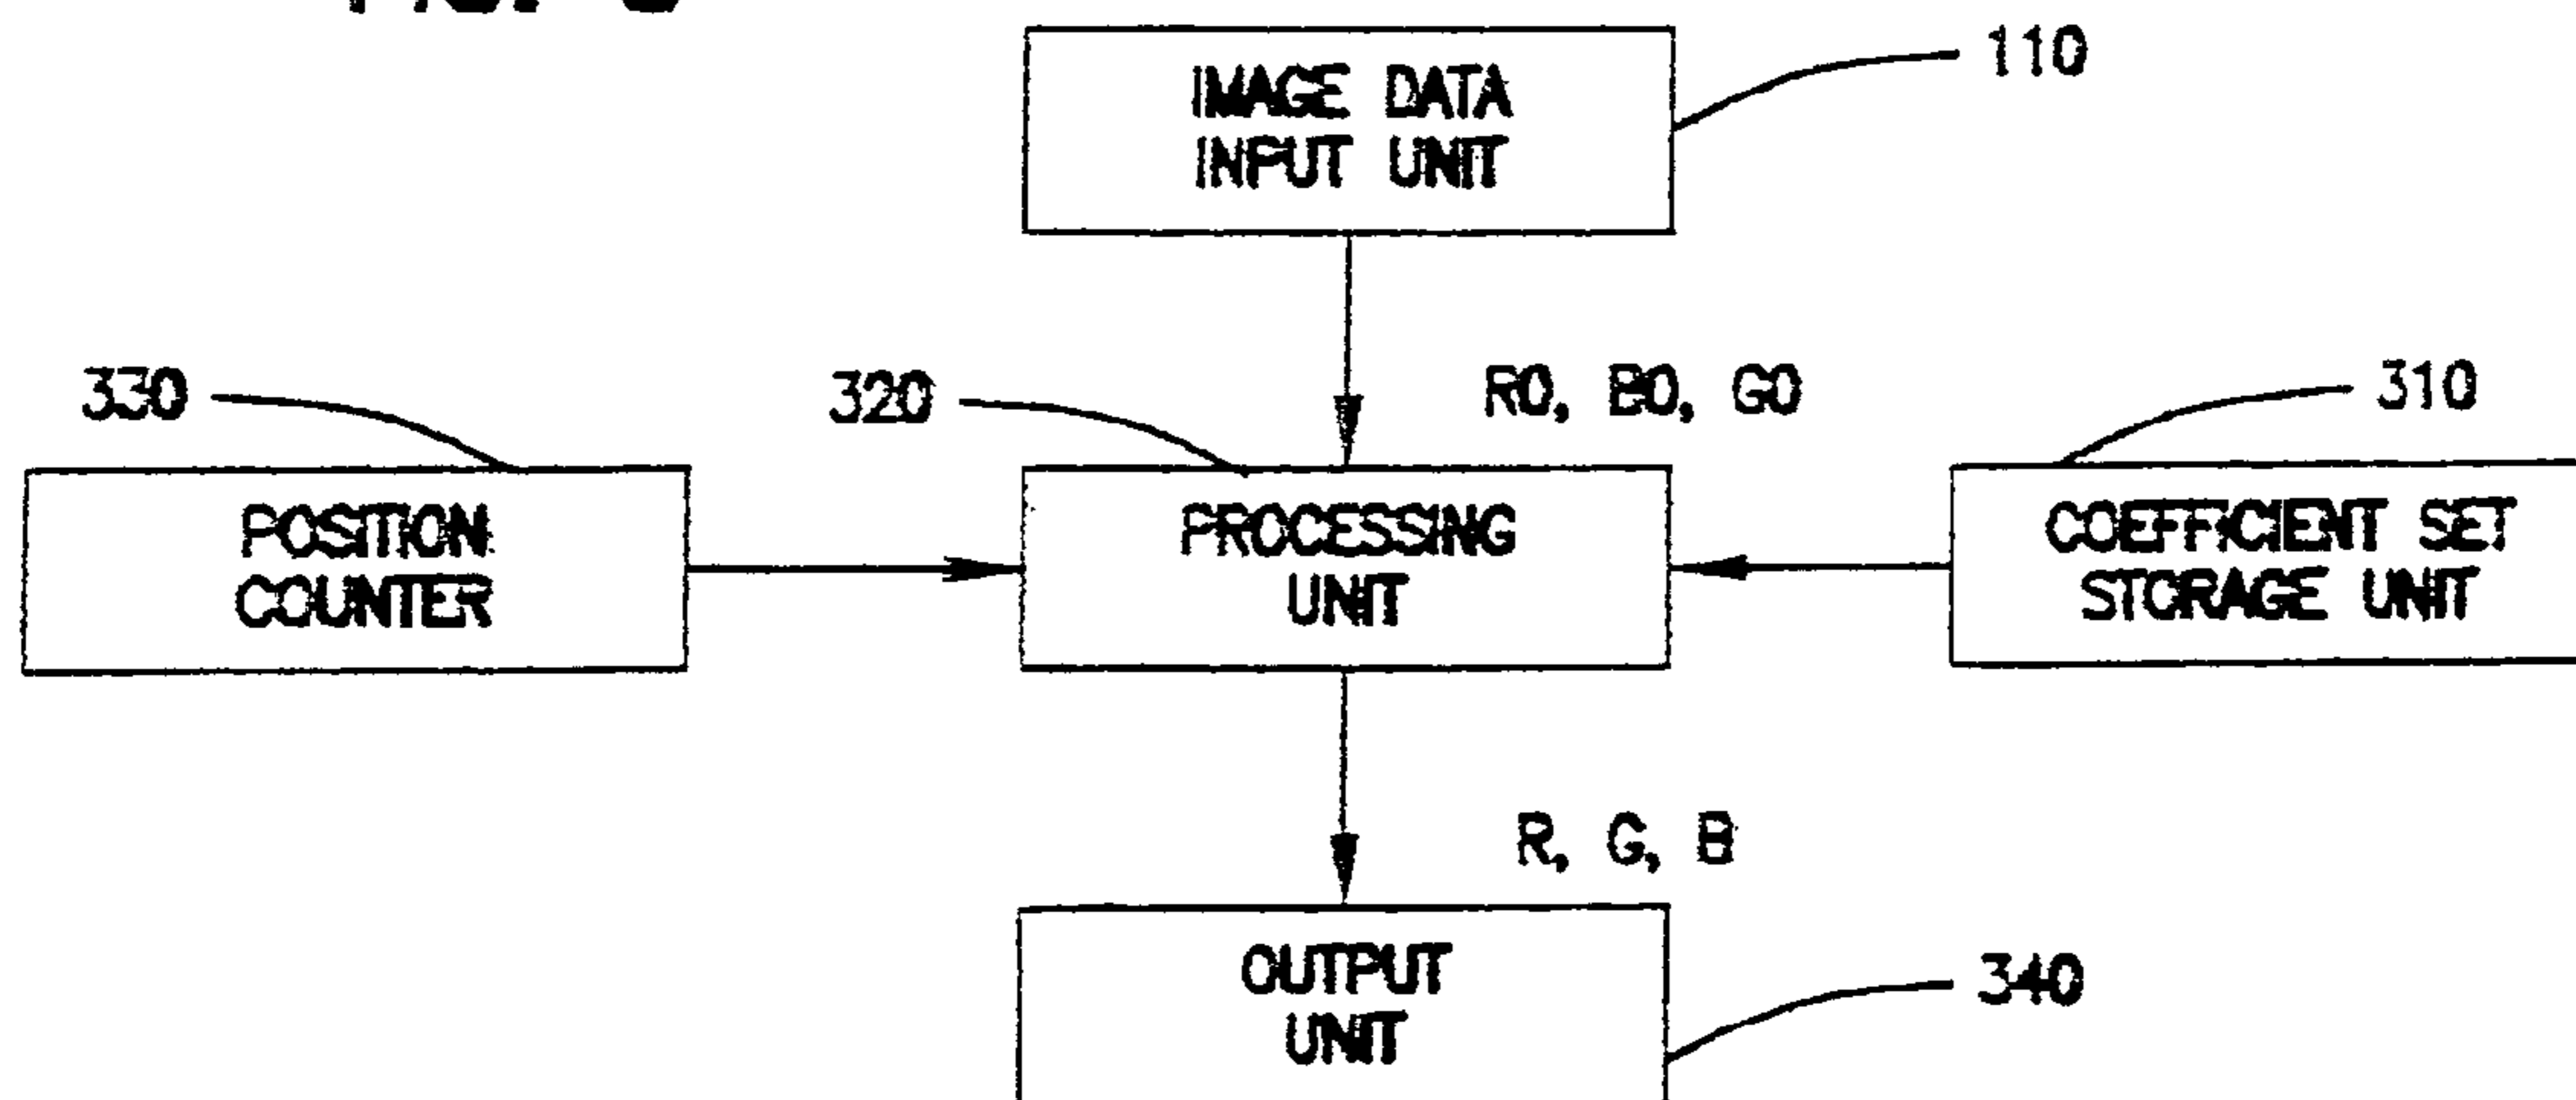 IMAGE DATA
INPUT UNIT
110
R0, B0, G0
330
320
310
POSITION
COUNTER
PROCESSING
UNIT
COEFFICIENT SET
STORAGE UNIT
R, G, B
OUTPUT
UNIT
340